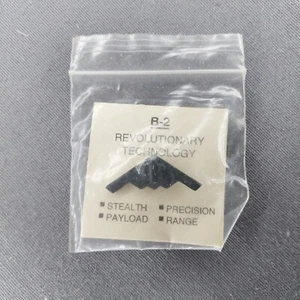 B-2
REVOLUTIONARY
TECHNOLOGY
■ STEALTH ■ PRECISION
■ PAYLOAD ■ RANGE